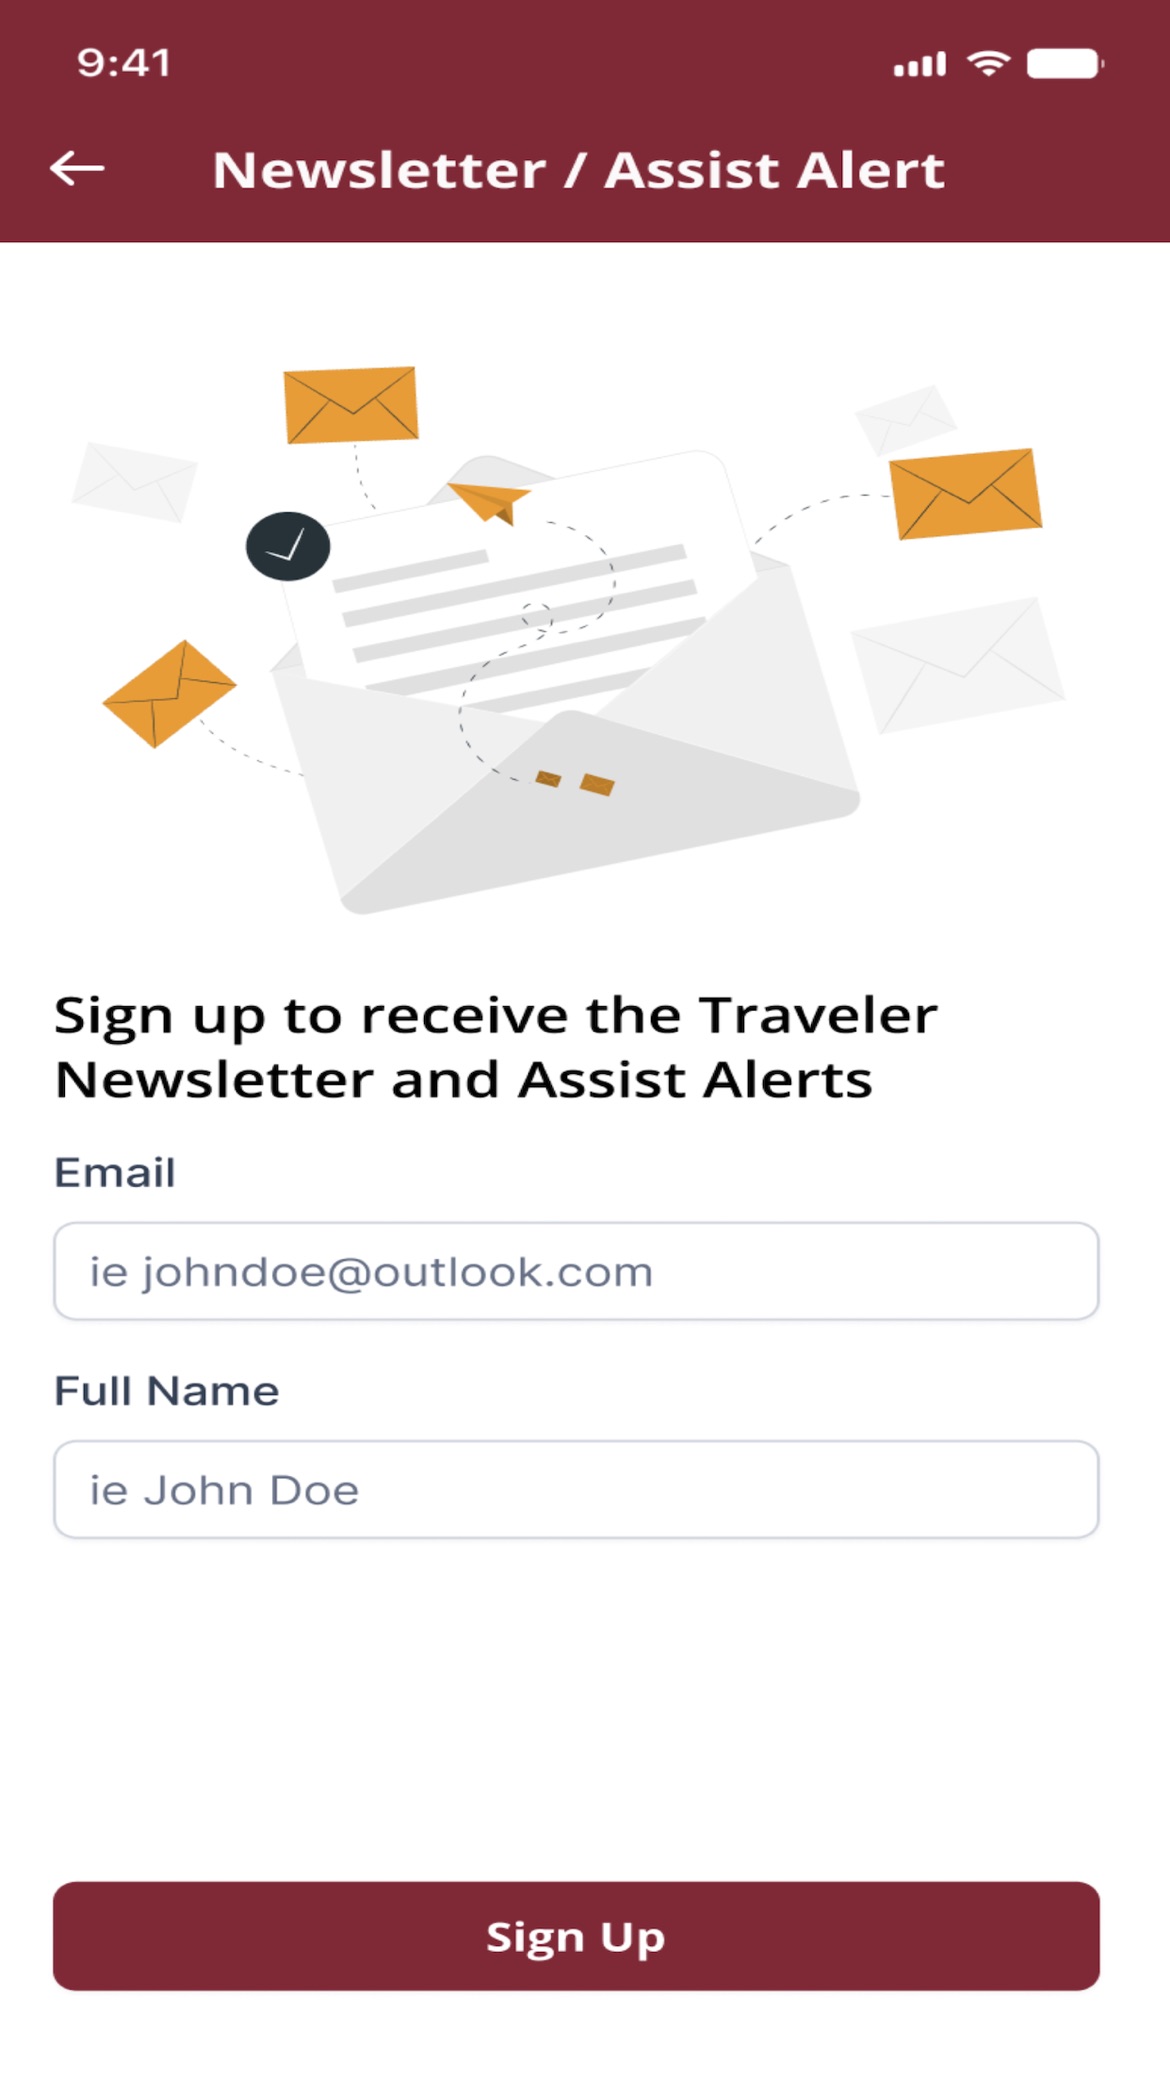 9:41
Newsletter / Assist Alert
Sign up to receive the Traveler
Newsletter and Assist Alerts
Email
ie johndoe@outlook.com
Full Name
ie John Doe
Sign Up